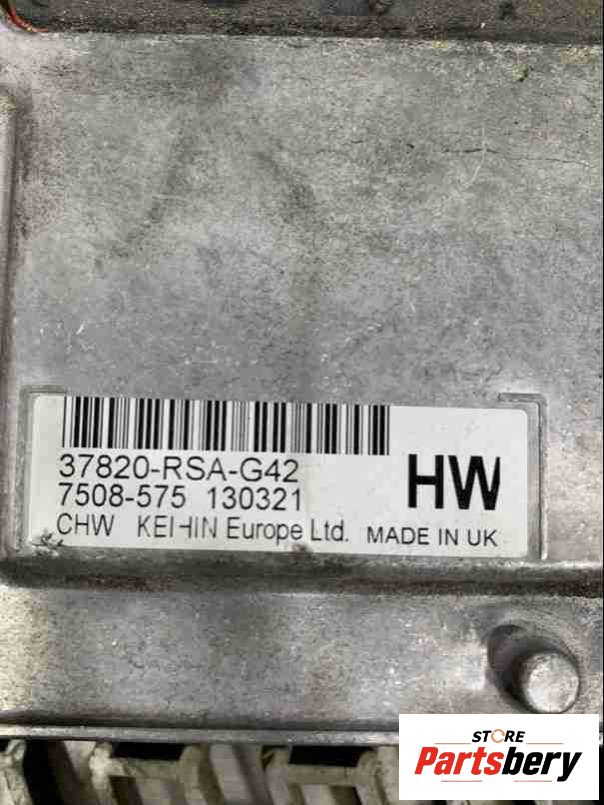 37820-RSA-G42
HW
7508-575 130321
CHW KEIHIN Europe Ltd. MADE IN UK
STORE
Partsbery